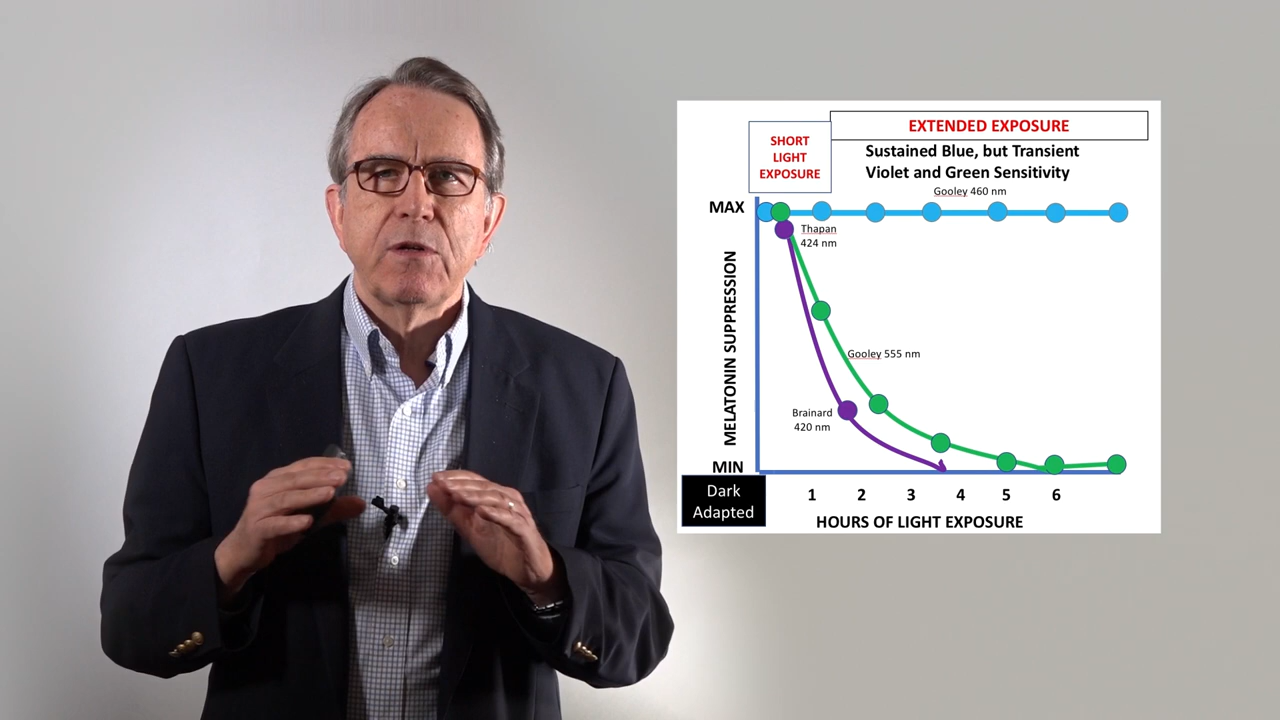 EXTENDED EXPOSURE
SHORT
LIGHT
EXPOSURE
Sustained Blue, but Transient
Violet and Green Sensitivity
Gooley 460 nm
MAX
Thapan
424 nm
MELATONIN SUPPRESSION
Gooley 555 nm
Brainard
420 nm
MIN
Dark
Adapted
1 2 3 4 5 6
HOURS OF LIGHT EXPOSURE